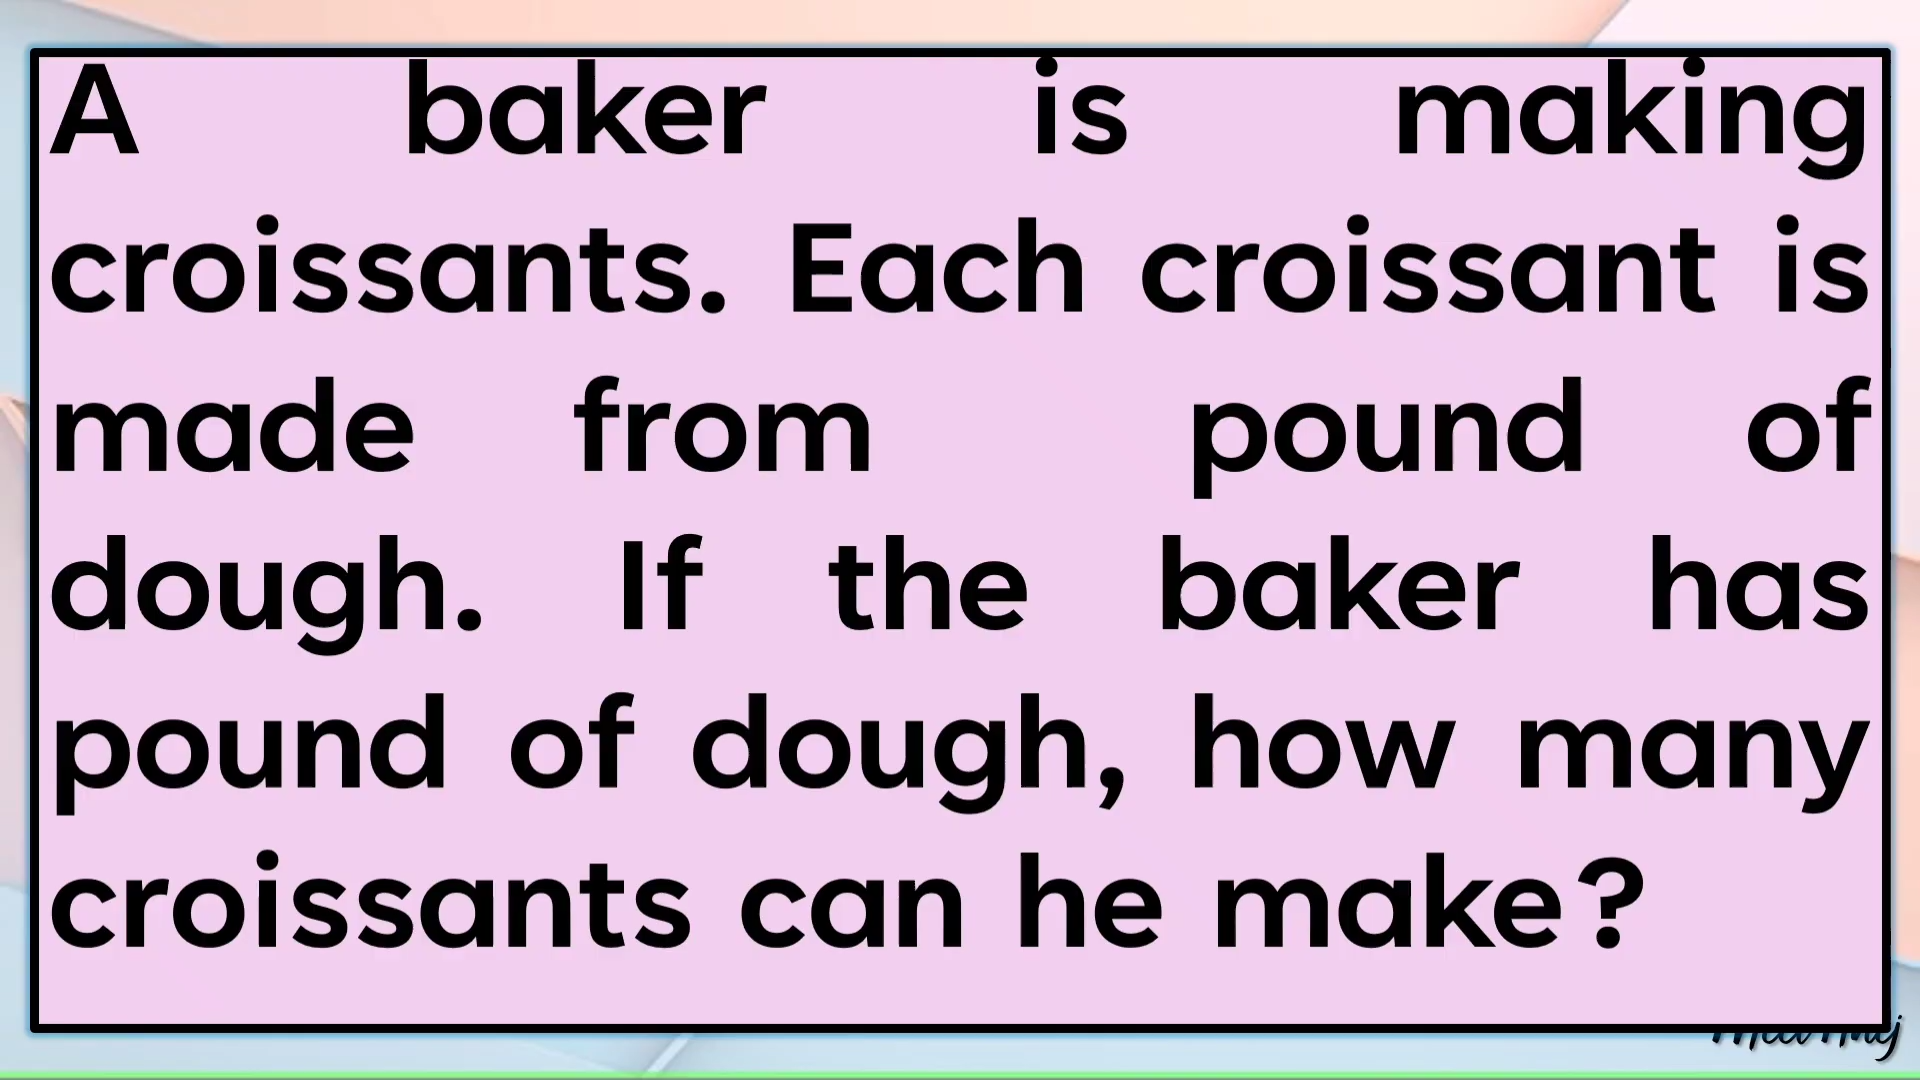 A baker is making
croissants. Each croissant is
made from pound of
dough. If the baker has
pound of dough, how many
croissants can he make?